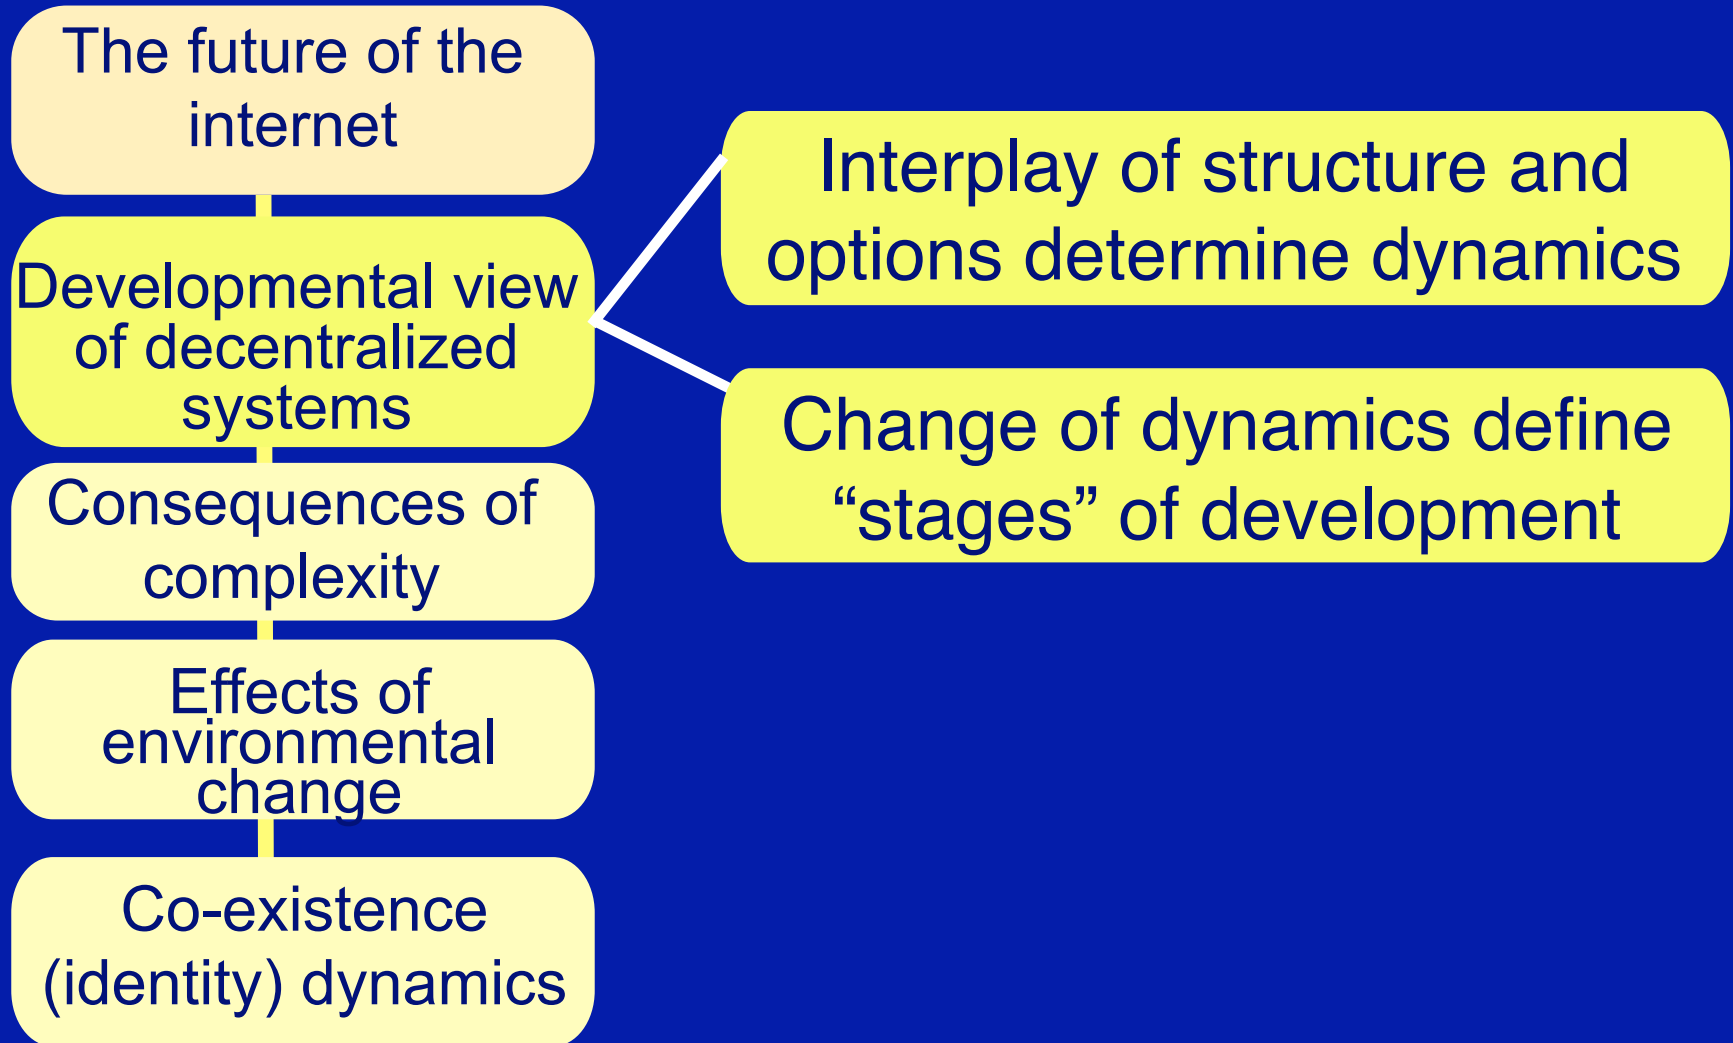 The future of the
internet
Developmental view
of decentralized
systems
Consequences of
complexity
Effects of
environmental
change
Co-existence
(identity) dynamics
Interplay of structure and
options determine dynamics
Change of dynamics define
“stages” of development